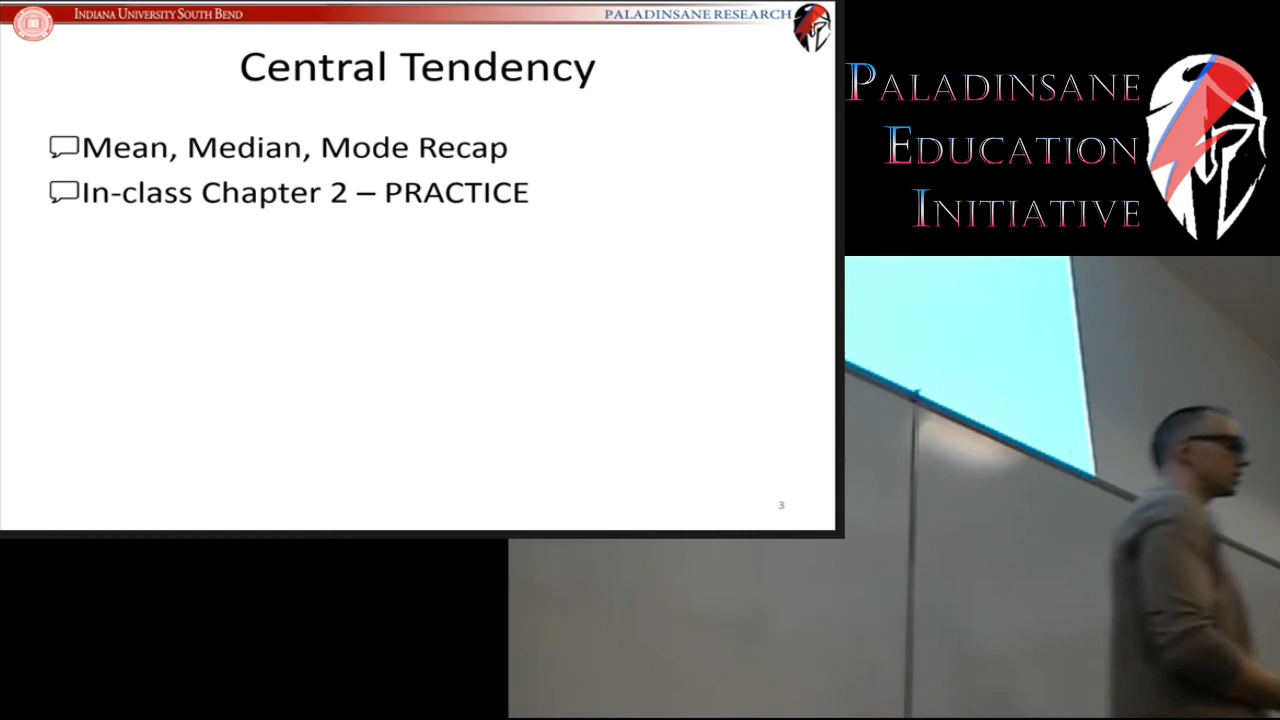 INDIANA UNIVERSITY SOUTH BEND
PALADINSANE RESEARCH
Central Tendency
Mean, Median, Mode Recap
In-class Chapter 2 – PRACTICE
3
PALADINSANE
EDUCATION
INITIATIVE